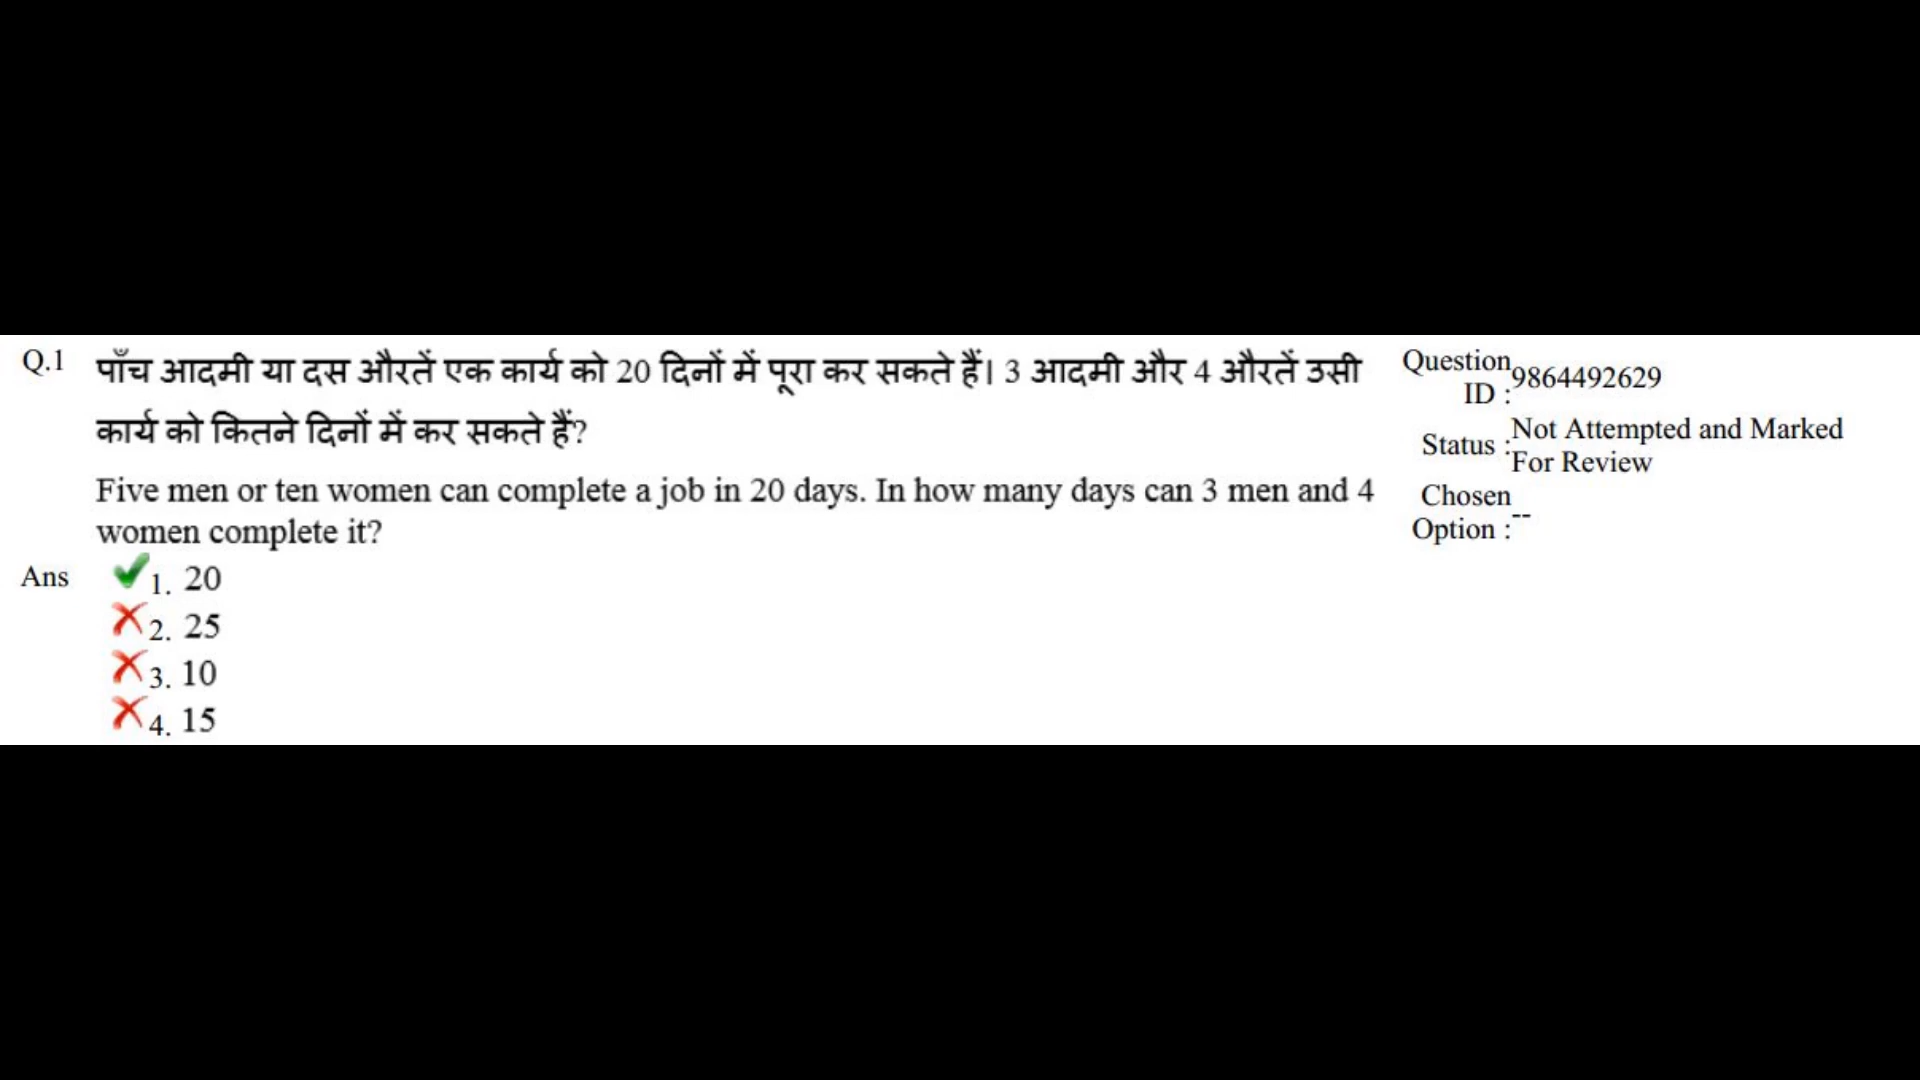 Q.1 पाँच आदमी या दस औरतें एक कार्य को 20 दिनों में पूरा कर सकते हैं। 3 आदमी और 4 औरतें उसी
कार्य को कितने दिनों में कर सकते हैं?
Five men or ten women can complete a job in 20 days. In how many days can 3 men and 4
women complete it?
Ans
1. 20
2. 25
3. 10
4. 15
Question
ID : 9864492629
Status : Not Attempted and Marked
For Review
Chosen
Option : --